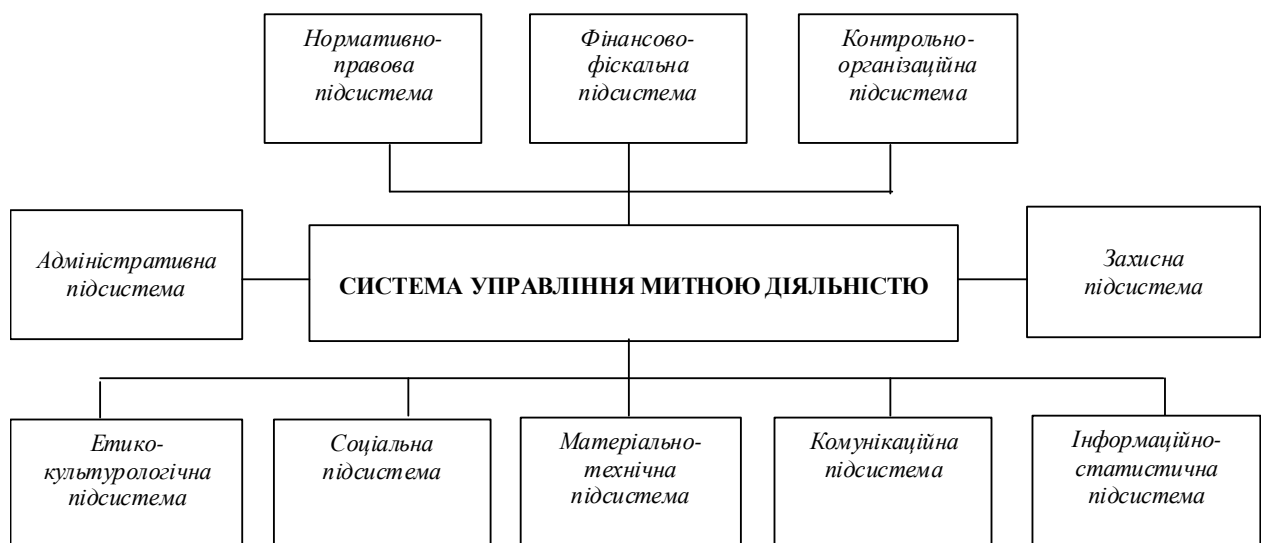 Нормативно-
правова
підсистема
Фінансово-
фіскальна
підсистема
Контрольно-
організаційна
підсистема
Адміністративна
підсистема
СИСТЕМА УПРАВЛІННЯ МИТНОЮ ДІЯЛЬНІСТЮ
Захисна
підсистема
Етико-
культурологічна
підсистема
Соціальна
підсистема
Матеріально-
технічна
підсистема
Комунікаційна
підсистема
Інформаційно-
статистична
підсистема